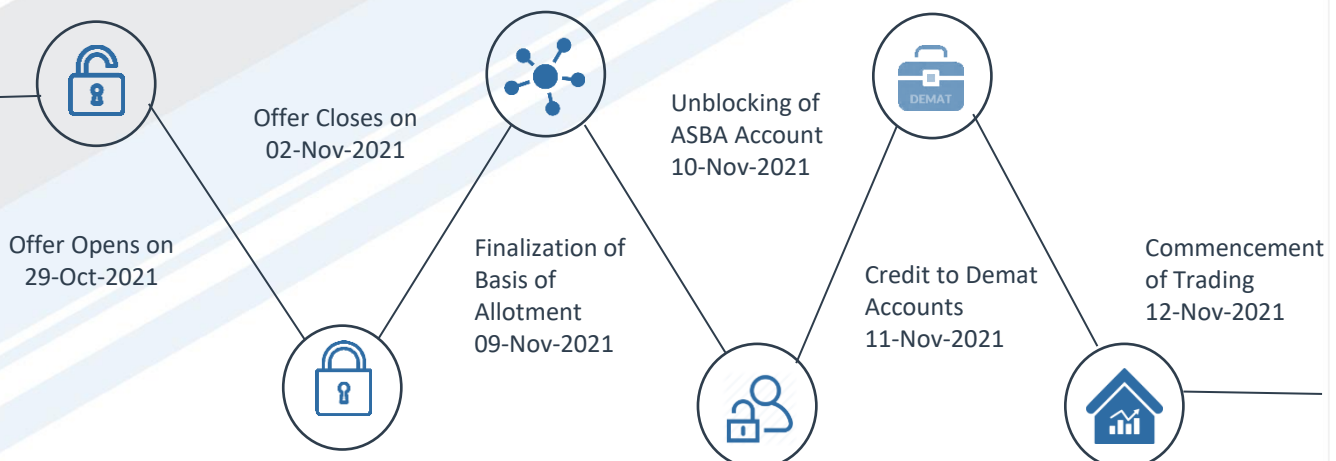 Offer Opens on
29-Oct-2021
Offer Closes on
02-Nov-2021
Finalization of
Basis of
Allotment
09-Nov-2021
Unblocking of
ASBA Account
10-Nov-2021
DEMAT
Credit to Demat
Accounts
11-Nov-2021
Commencement
of Trading
12-Nov-2021